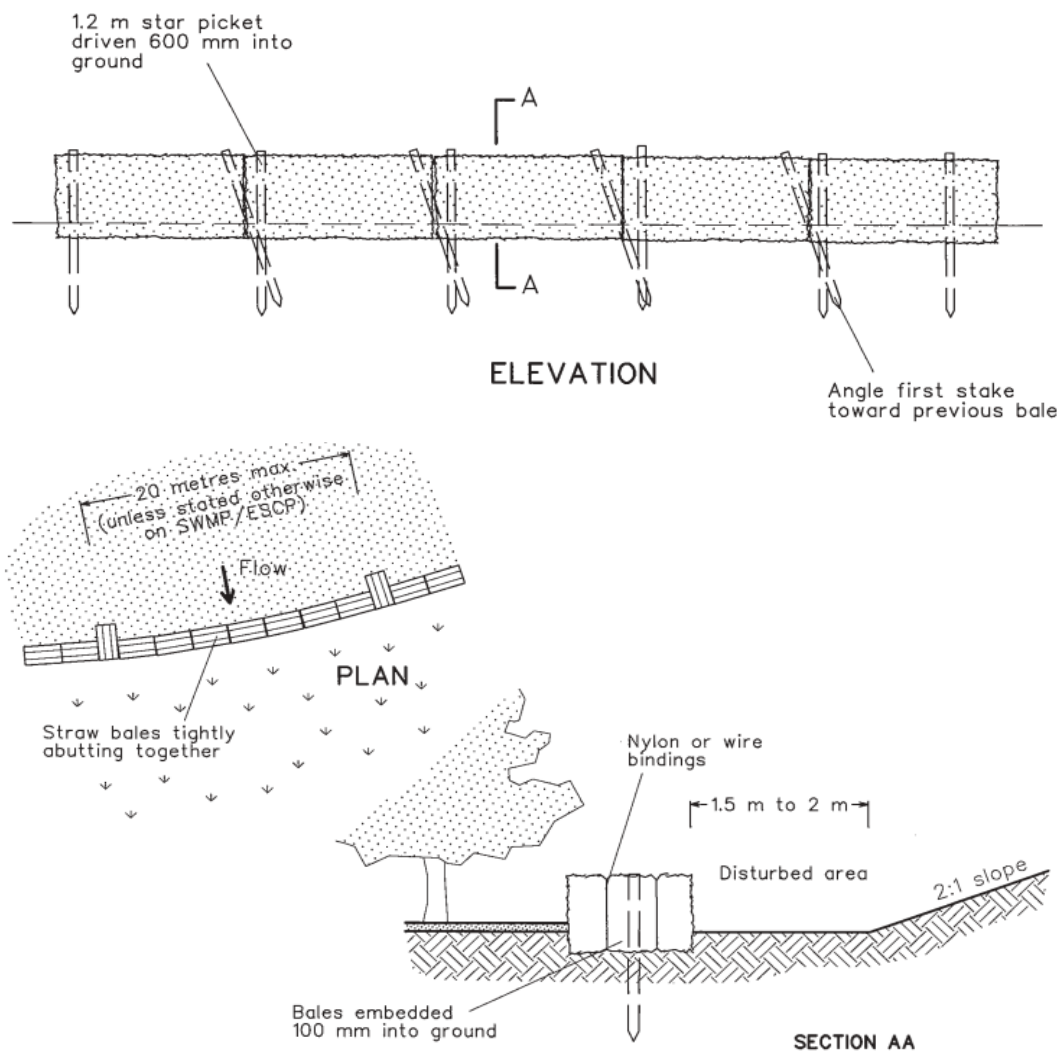 1.2 m star picket
driven 600 mm into
ground
A
A
ELEVATION
Angle first stake
toward previous bale
20 metres max.
(unless stated otherwise
on SWMP/ESCP)
Flow
PLAN
Straw bales tightly
abutting together
Nylon or wire
bindings
1.5 m to 2 m
Disturbed area
2:1 slope
Bales embedded
100 mm into ground
SECTION AA